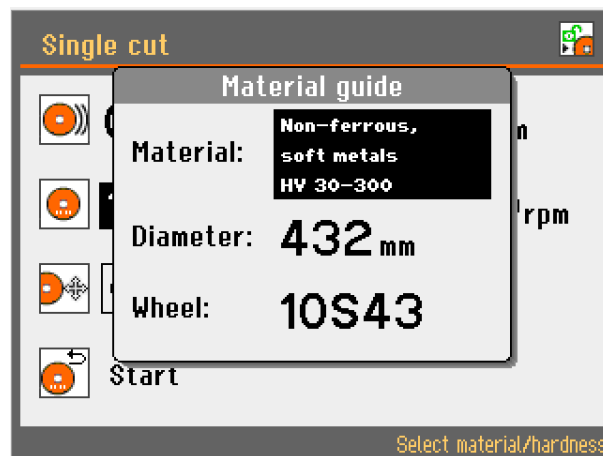 Single cut
Material guide
Material:
Non-ferrous,
soft metals
HV 30-300
rpm
Diameter:
432 mm
Wheel:
10S43
Start
Select material/hardness